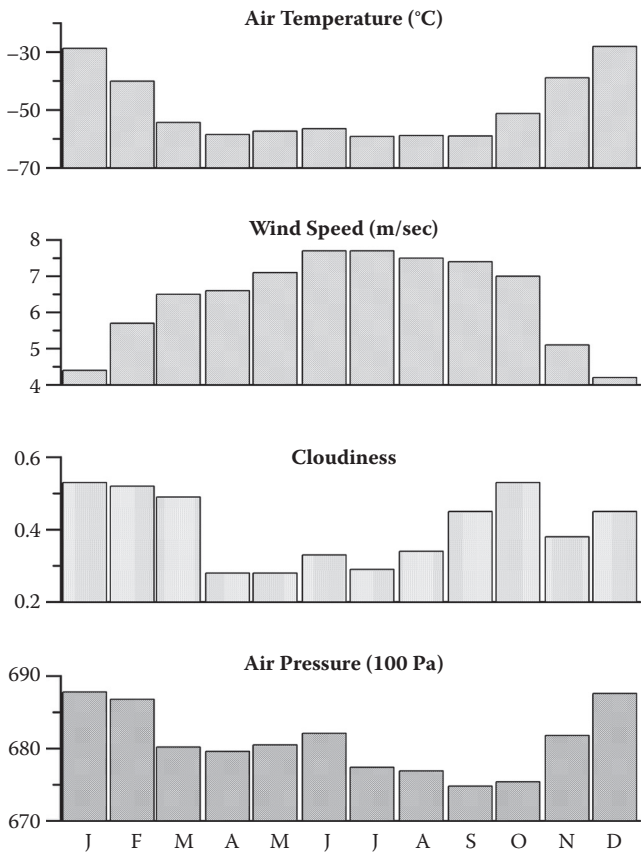 Air Temperature (°C)
−30
−50
−70
Wind Speed (m/sec)
8
7
6
5
4
Cloudiness
0.6
0.4
0.2
Air Pressure (100 Pa)
690
680
670
J F M A M J J A S O N D